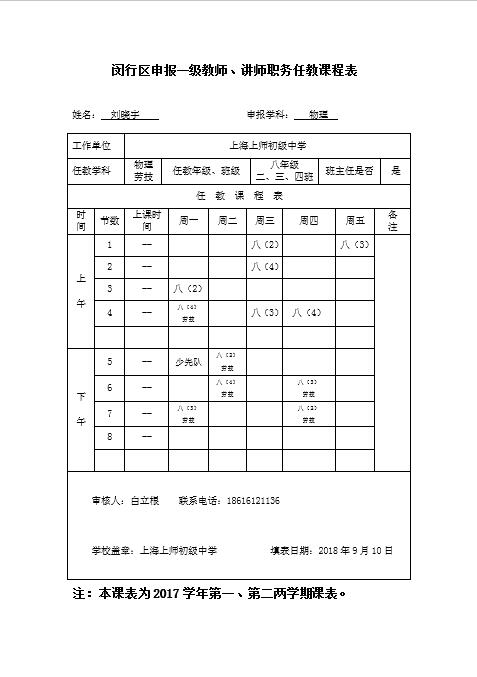 闵行区申报一级教师、讲师职务任教课程表
姓名： 刘晓宇 申报学科： 物理
工作单位 上海上师初级中学
任教学科 物理 劳技 任教年级、班级 八年级 二、三、四班 班主任是否 是
任 教 课 程 表
时间 节数 上课时间 周一 周二 周三 周四 周五 备注
上午 1 -- 八（2） 八（3）
2 -- 八（4）
3 -- 八（2）
4 -- 八（4）劳技 八（3） 八（4）
下午 5 -- 少先队 八（2）劳技
6 -- 八（4）劳技 八（3）劳技
7 -- 八（3）劳技 八（2）劳技
8 --
审核人：白立根 联系电话：18616121136
学校盖章：上海上师初级中学 填表日期：2018 年 9 月 10 日
注：本课表为 2017 学年第一、第二两学期课表。